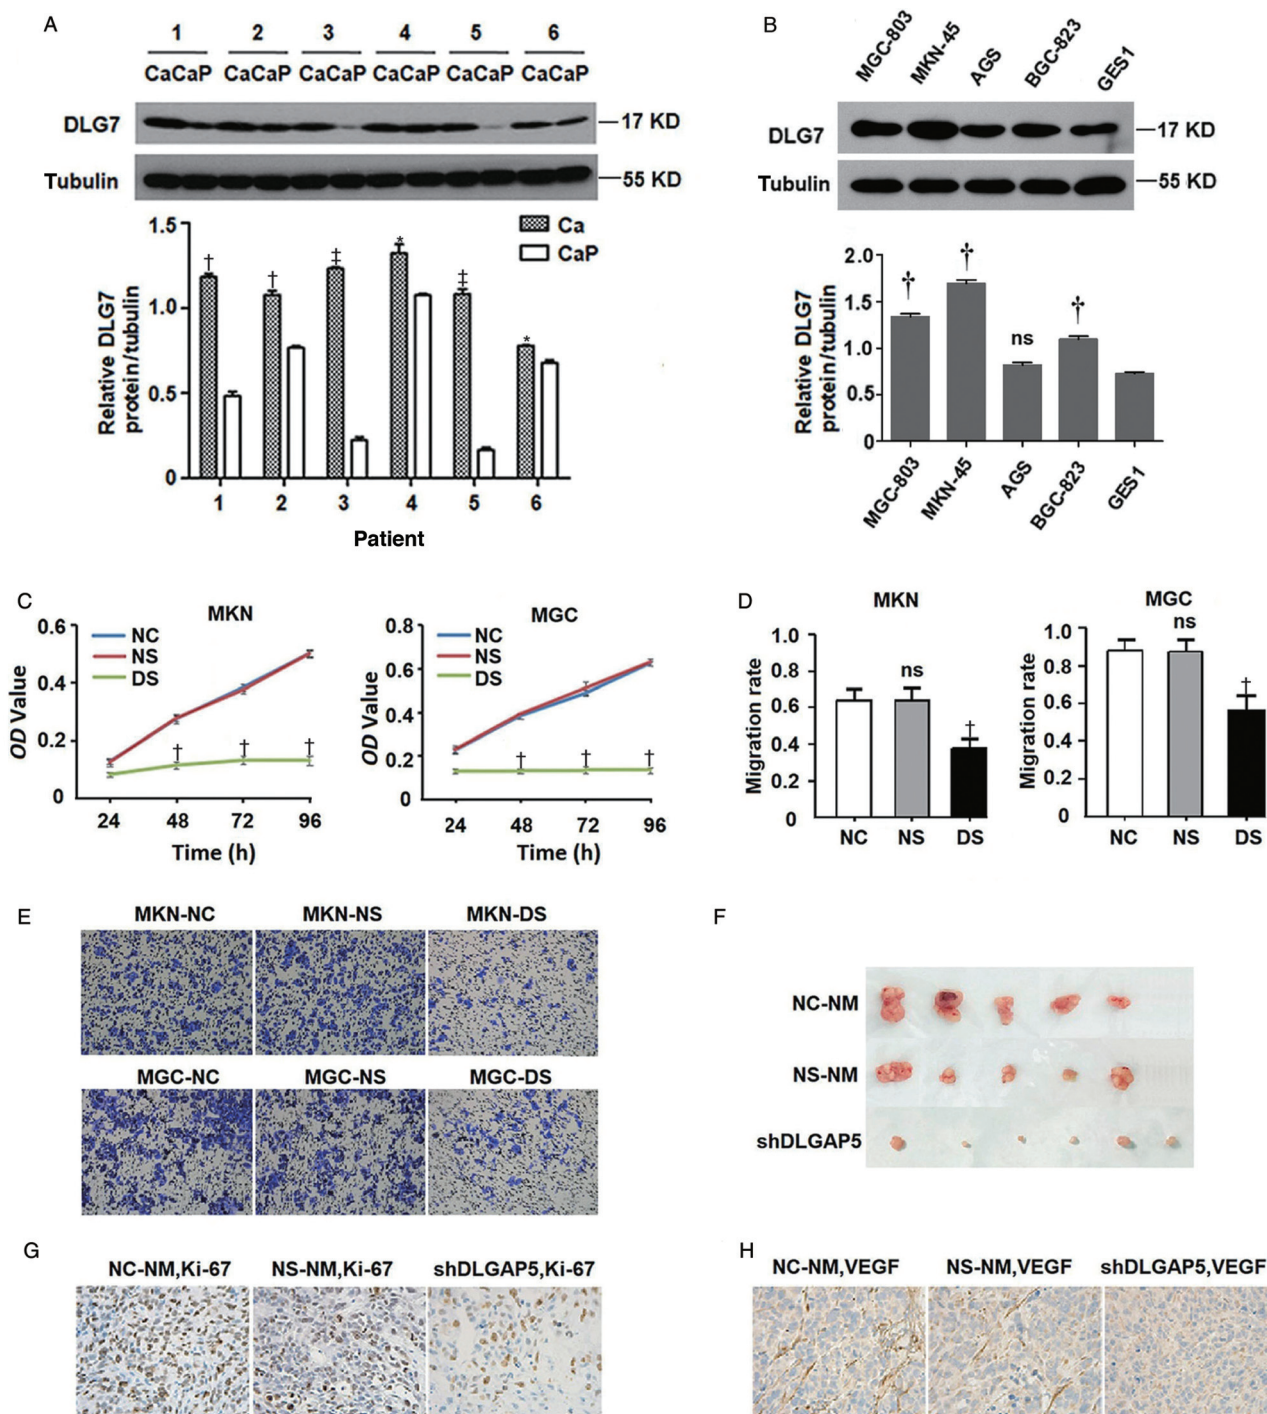 A
1 2 3 4 5 6
CaCaP CaCaP CaCaP CaCaP CaCaP CaCaP
DLG7
17 KD
Tubulin
55 KD
1.5
1.0
0.5
0
Relative DLG7
protein/tubulin
Ca
CaP
† † ‡ * ‡ *
1 2 3 4 5 6
Patient
B
MGC-803 MKN-45 AGS BGC-823 GES1
DLG7
17 KD
Tubulin
55 KD
2.0
1.5
1.0
0.5
0
Relative DLG7
protein/tubulin
† † ns †
MGC-803 MKN-45 AGS BGC-823 GES1
C
MKN
0.6
0.4
0.2
0
OD Value
NC
NS
DS
† † †
24 48 72 96
Time (h)
MGC
0.8
0.6
0.4
0.2
0
OD Value
NC
NS
DS
† † †
24 48 72 96
Time (h)
D
MKN
1.0
0.8
0.6
0.4
0.2
0
Migration rate
ns
‡
NC NS DS
MGC
1.0
0.8
0.6
0.4
0.2
0
Migration rate
ns
‡
NC NS DS
E
MKN-NC MKN-NS MKN-DS
MGC-NC MGC-NS MGC-DS
F
NC-NM
NS-NM
shDLGAP5
G
NC-NM,Ki-67 NS-NM,Ki-67 shDLGAP5,Ki-67
H
NC-NM,VEGF NS-NM,VEGF shDLGAP5,VEGF